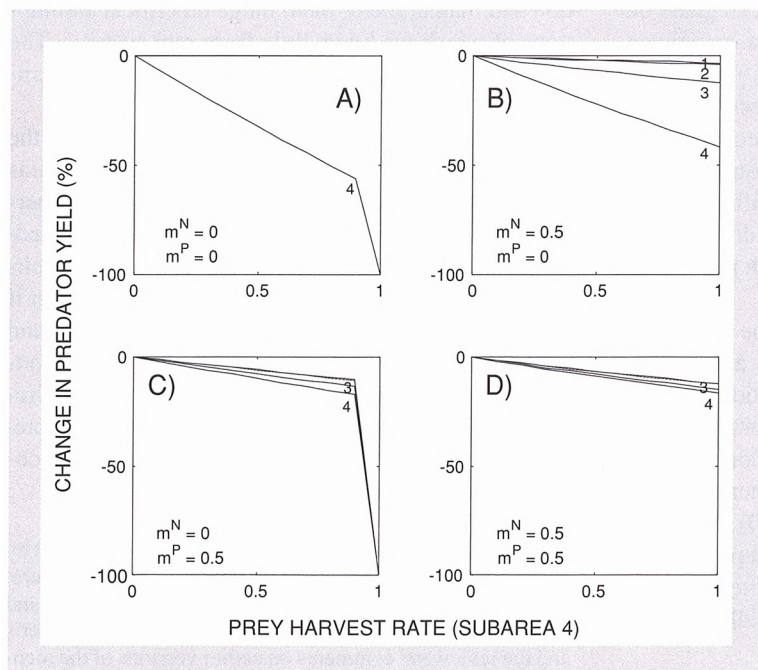 0
-50
-100
0
0.5
1
A)
4
m^N = 0
m^P = 0
0
-50
-100
0
0.5
1
B)
1
2
3
4
m^N = 0.5
m^P = 0
0
-50
-100
0
0.5
1
C)
3
4
m^N = 0
m^P = 0.5
0
-50
-100
0
0.5
1
D)
3
4
m^N = 0.5
m^P = 0.5
CHANGE IN PREDATOR YIELD (%)
PREY HARVEST RATE (SUBAREA 4)